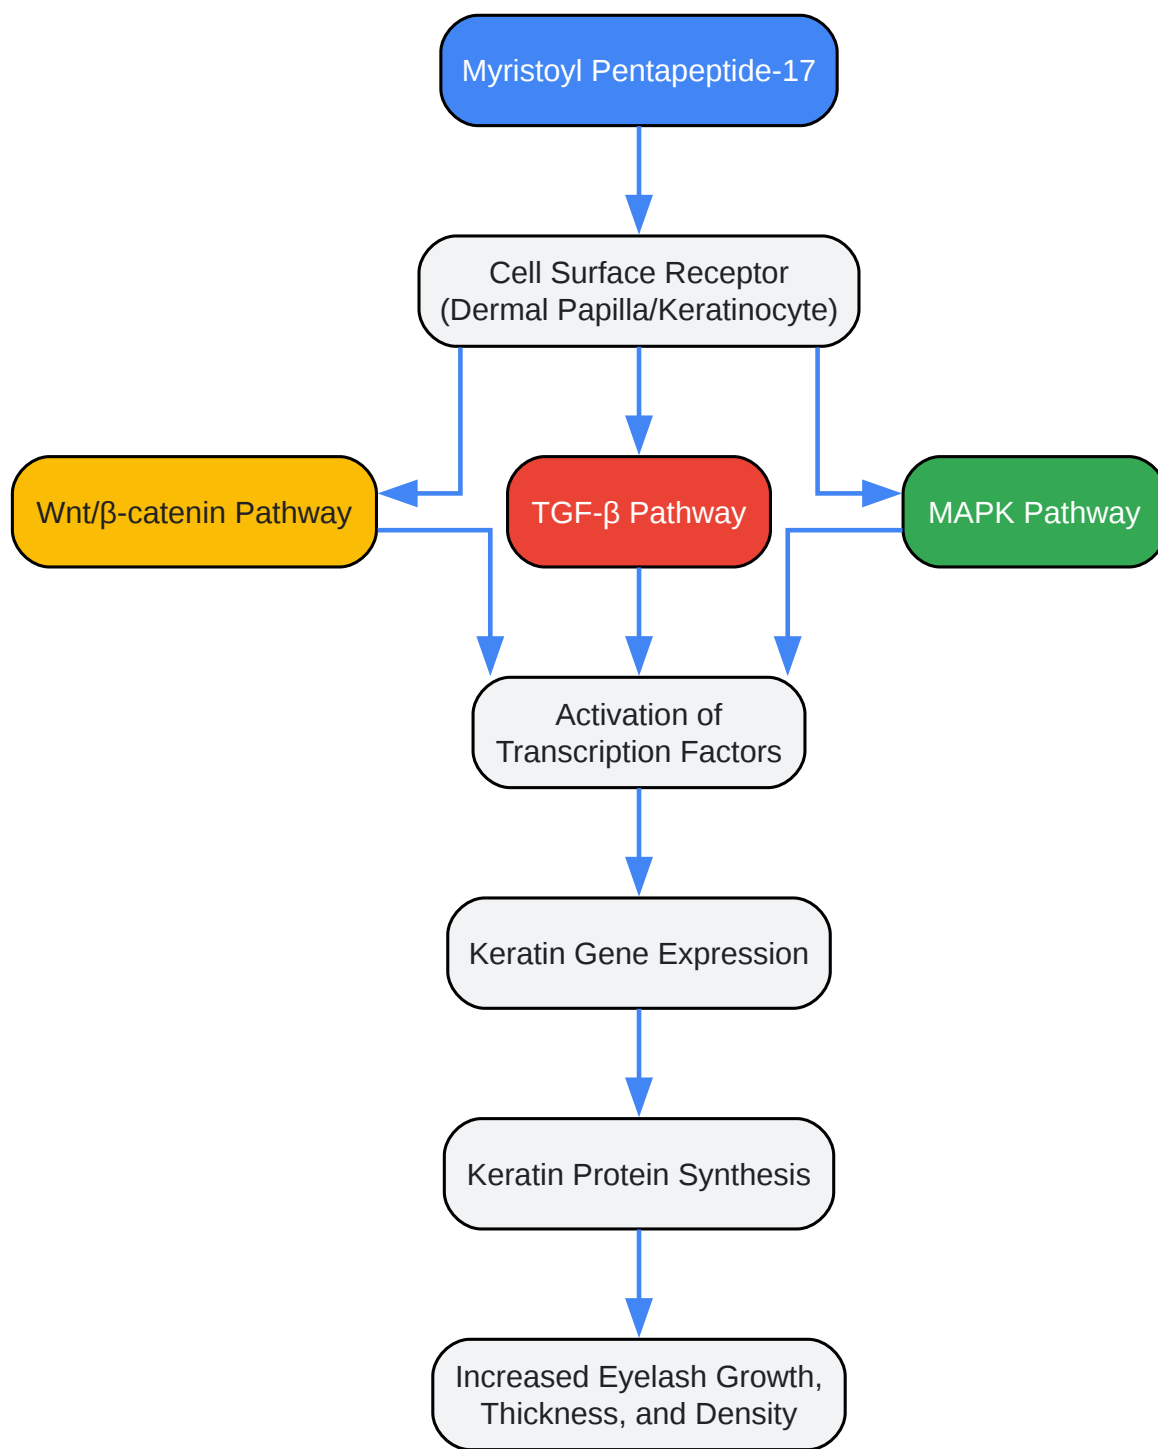 Myristoyl Pentapeptide-17
Cell Surface Receptor
(Dermal Papilla/Keratinocyte)
Wnt/β-catenin Pathway
TGF-β Pathway
MAPK Pathway
Activation of
Transcription Factors
Keratin Gene Expression
Keratin Protein Synthesis
Increased Eyelash Growth,
Thickness, and Density